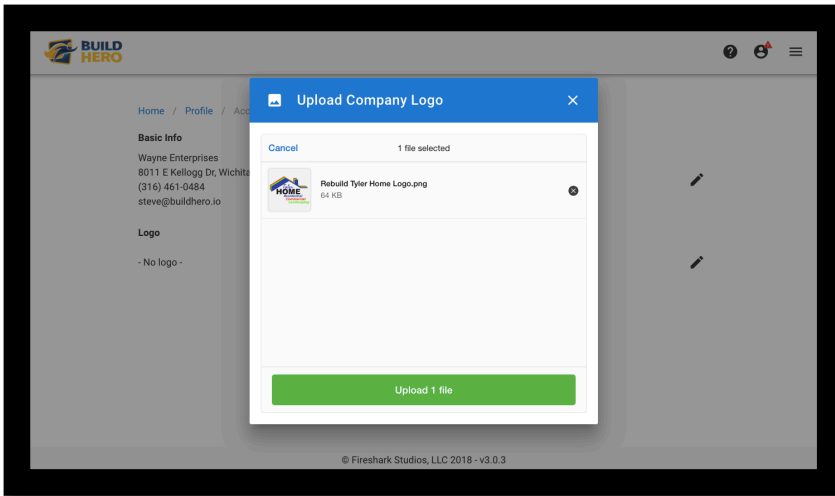 BUILD
HERO
Upload Company Logo
Home / Profile / Acc
Basic Info
Wayne Enterprises
8011 E Kellogg Dr, Wichita
(316) 461-0484
steve@buildhero.io
Logo
- No logo -
Cancel
1 file selected
HOME
Rebuild Tyler Home Logo.png
64 KB
Upload 1 file
© Fireshark Studios, LLC 2018 - v3.0.3